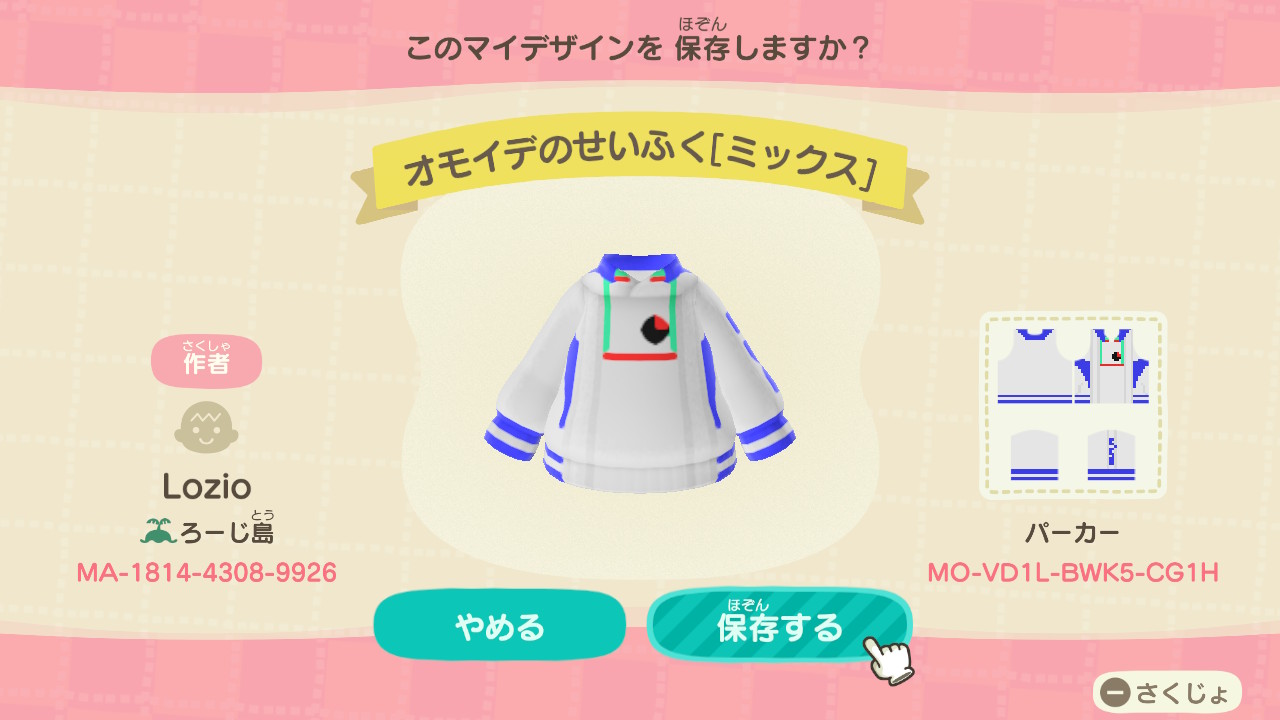 ほぞん
このマイデザインを 保存しますか？
オモイデのせいふく[ミックス]
さくしゃ
作者
Lozio
とう
ろーじ島
MA-1814-4308-9926
パーカー
MO-VD1L-BWK5-CG1H
やめる
ほぞん
保存する
さくじょ